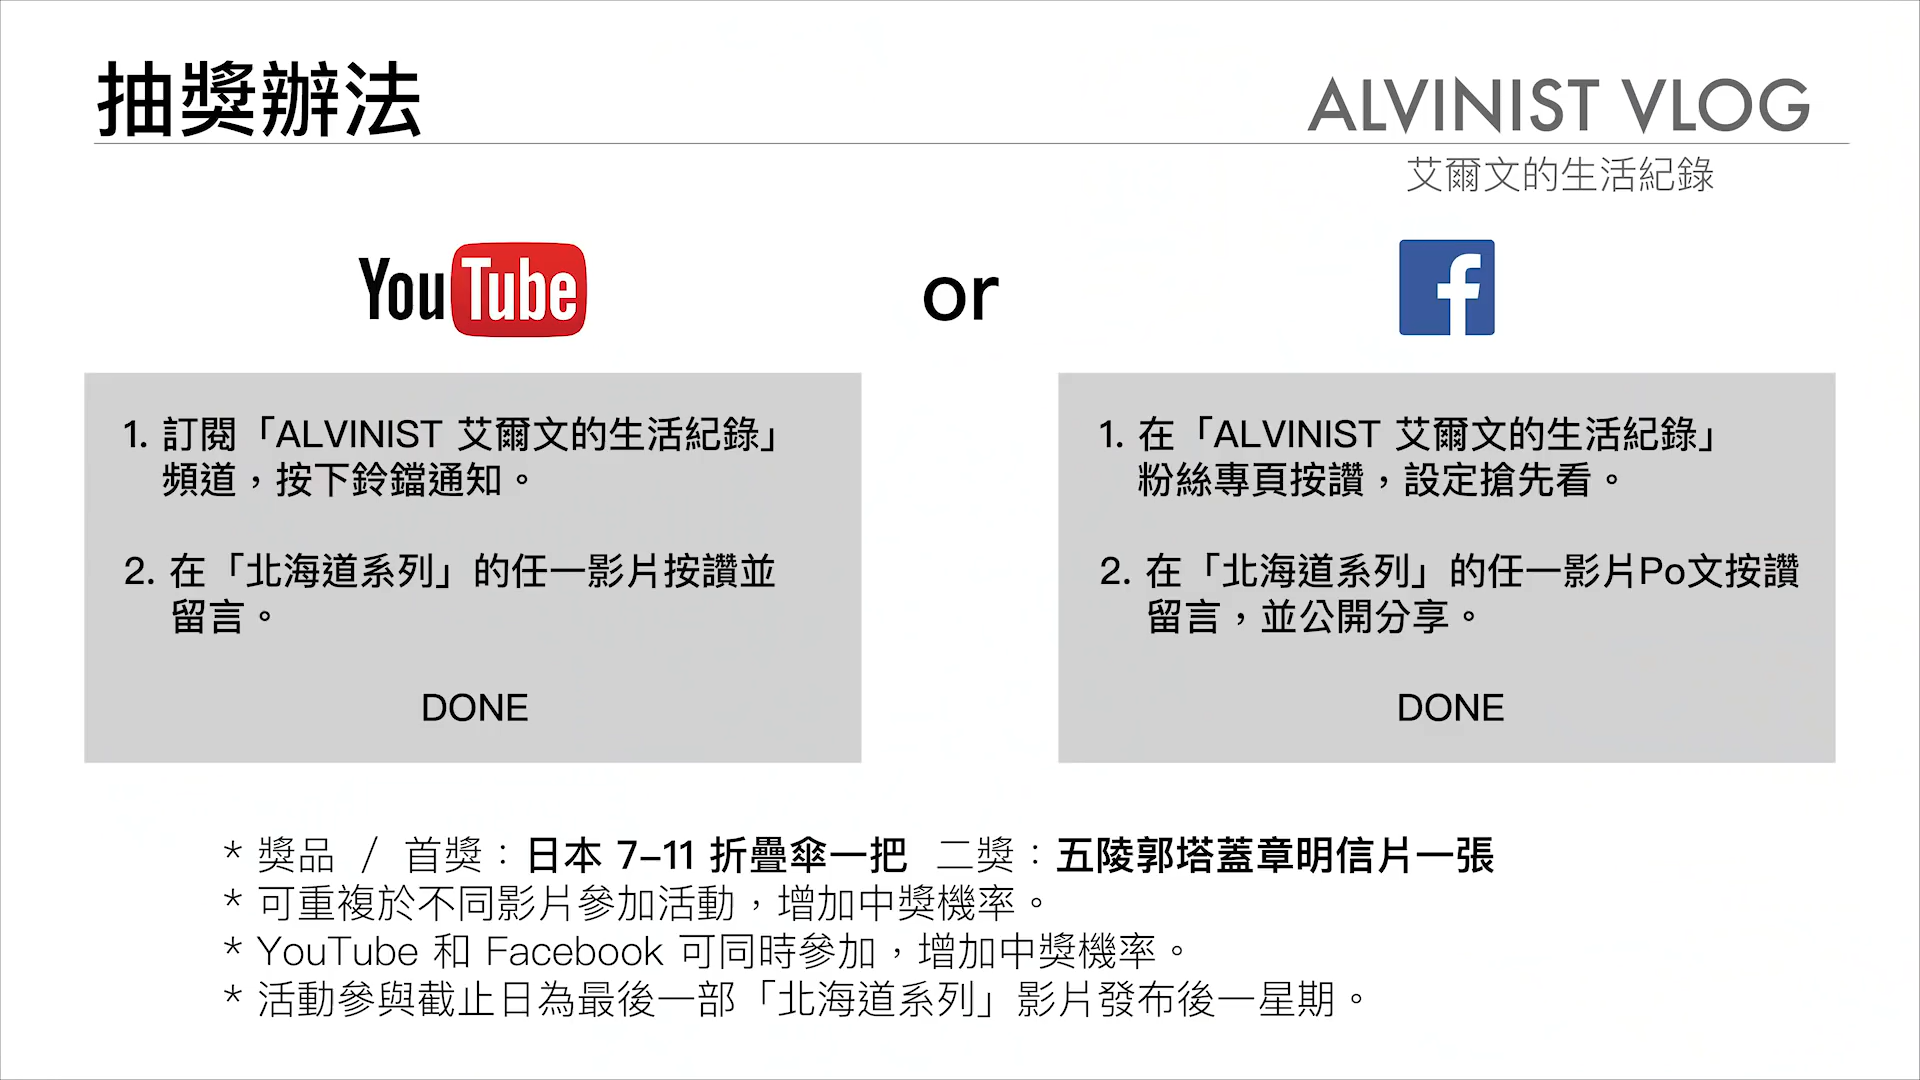 抽獎辦法
ALVINIST VLOG
艾爾文的生活紀錄
YouTube
or
f
1. 訂閱「ALVINIST 艾爾文的生活紀錄」
頻道，按下鈴鐺通知。
2. 在「北海道系列」的任一影片按讚並
留言。
DONE
1. 在「ALVINIST 艾爾文的生活紀錄」
粉絲專頁按讚，設定搶先看。
2. 在「北海道系列」的任一影片Po文按讚
留言，並公開分享。
DONE
* 獎品 / 首獎：日本 7-11 折疊傘一把 二獎：五陵郭塔蓋章明信片一張
* 可重複於不同影片參加活動，增加中獎機率。
* YouTube 和 Facebook 可同時參加，增加中獎機率。
* 活動參與截止日為最後一部「北海道系列」影片發布後一星期。